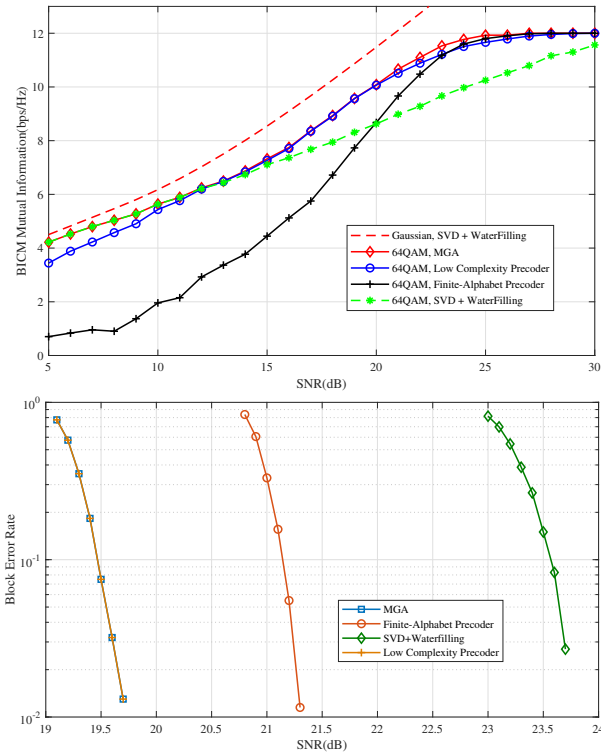 12
10
8
6
4
2
0
BICM Mutual Information(bps/Hz)
Gaussian, SVD + WaterFilling
64QAM, MGA
64QAM, Low Complexity Precoder
64QAM, Finite-Alphabet Precoder
64QAM, SVD + WaterFilling
5 10 15 20 25 30
SNR(dB)
10^0
10^-1
10^-2
Block Error Rate
MGA
Finite-Alphabet Precoder
SVD+Waterfilling
Low Complexity Precoder
19 19.5 20 20.5 21 21.5 22 22.5 23 23.5 24
SNR(dB)